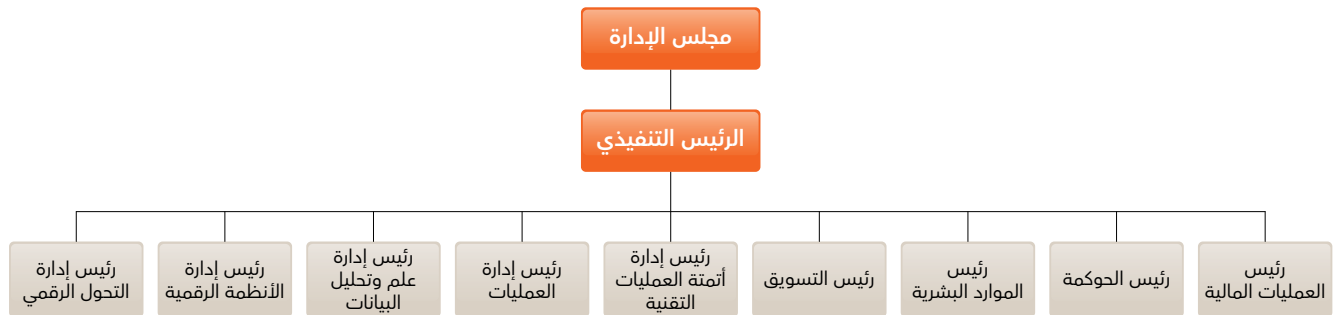 مجلس الإدارة
الرئيس التنفيذي
رئيس
العمليات المالية
رئيس الحوكمة
رئيس
الموارد البشرية
رئيس التسويق
رئيس إدارة
أتمتة العمليات
التقنية
رئيس إدارة
العمليات
رئيس إدارة
علم وتحليل
البيانات
رئيس إدارة
الأنظمة الرقمية
رئيس إدارة
التحول الرقمي